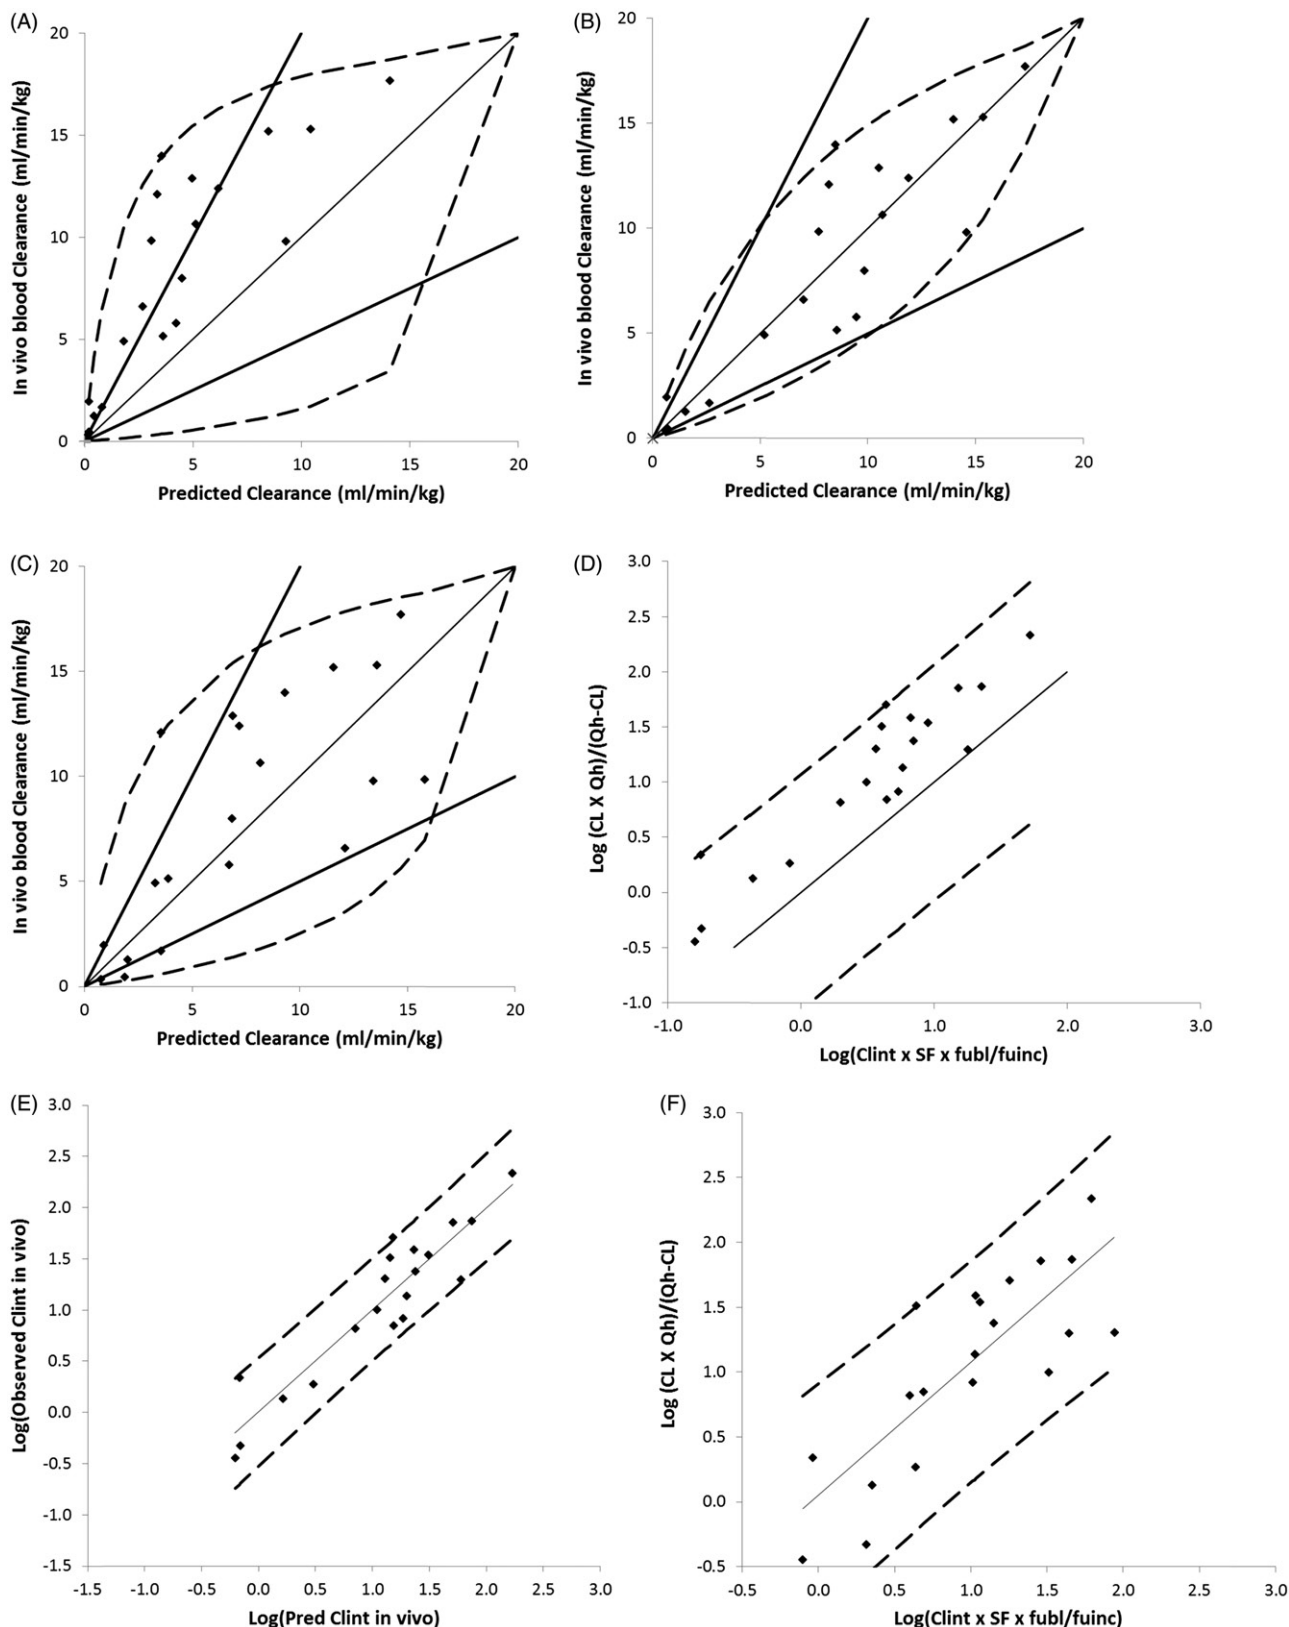 (A)
In vivo blood Clearance (ml/min/kg)
20
15
10
5
0
0 5 10 15 20
Predicted Clearance (ml/min/kg)
(B)
In vivo blood Clearance (ml/min/kg)
20
15
10
5
0
0 5 10 15 20
Predicted Clearance (ml/min/kg)
(C)
In vivo blood Clearance (ml/min/kg)
20
15
10
5
0
0 5 10 15 20
Predicted Clearance (ml/min/kg)
(D)
Log (CL X Qh)/(Qh-CL)
3.0
2.5
2.0
1.5
1.0
0.5
0.0
-0.5
-1.0
-1.0 0.0 1.0 2.0 3.0
Log(Clint x SF x fubl/fuinc)
(E)
Log(Observed Clint in vivo)
3.0
2.5
2.0
1.5
1.0
0.5
0.0
-0.5
-1.0
-1.5
-1.5 -1.0 -0.5 0.0 0.5 1.0 1.5 2.0 2.5 3.0
Log(Pred Clint in vivo)
(F)
Log (CL X Qh)/(Qh-CL)
3.0
2.5
2.0
1.5
1.0
0.5
0.0
-0.5
-0.5 0.0 0.5 1.0 1.5 2.0 2.5 3.0
Log(Clint x SF x fubl/fuinc)